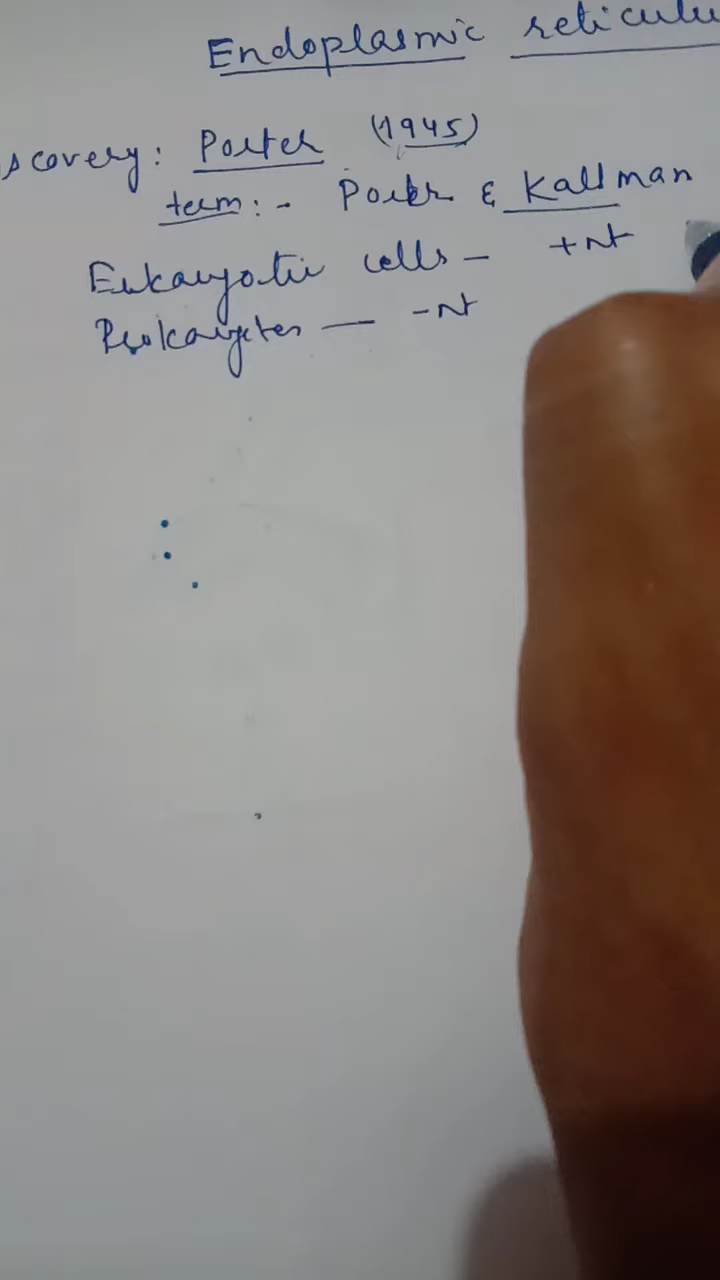 Endoplasmic reticulu
scovery: Porter (1945)
term:- Porter & Kallman
Eukaryotic cells - +nt
Prokaryotes — -nt